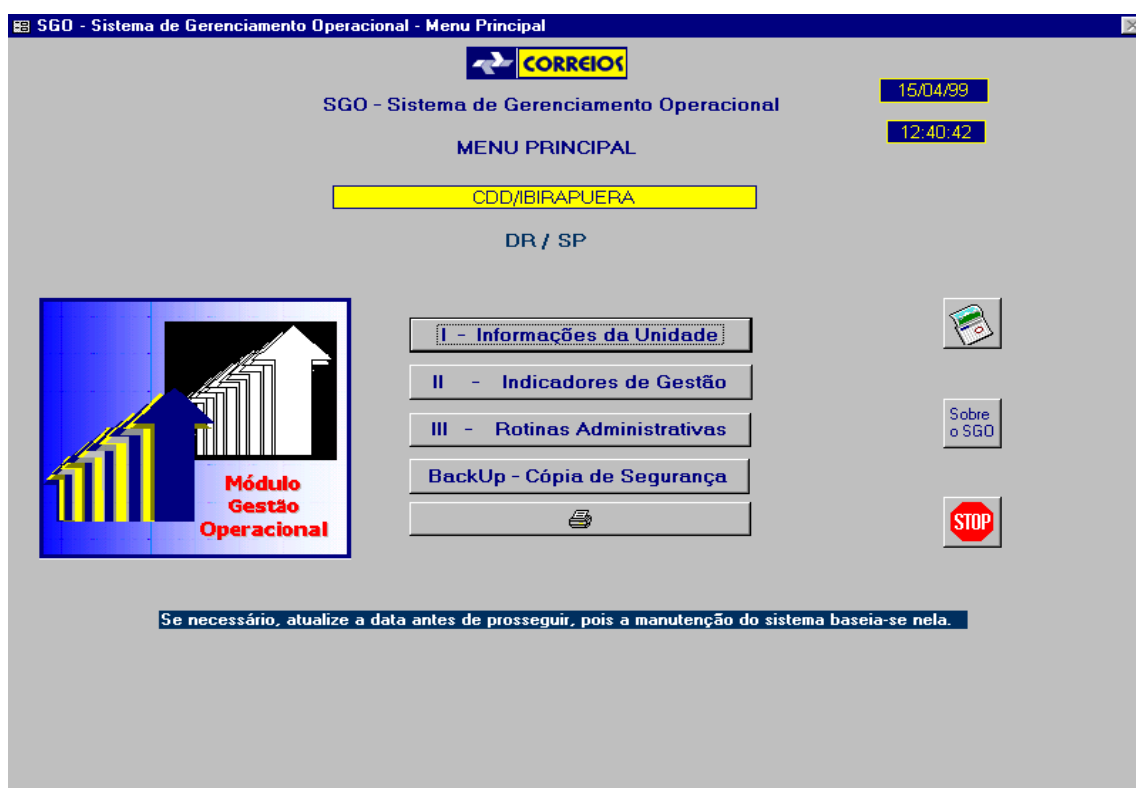 SGO - Sistema de Gerenciamento Operacional - Menu Principal
CORREIOS
15/04/99
SGO - Sistema de Gerenciamento Operacional
12:40:42
MENU PRINCIPAL
CDD/IBIRAPUERA
DR / SP
I - Informações da Unidade
II - Indicadores de Gestão
Sobre
o SGO
III - Rotinas Administrativas
BackUp - Cópia de Segurança
Módulo
Gestão
Operacional
STOP
Se necessário, atualize a data antes de prosseguir, pois a manutenção do sistema baseia-se nela.